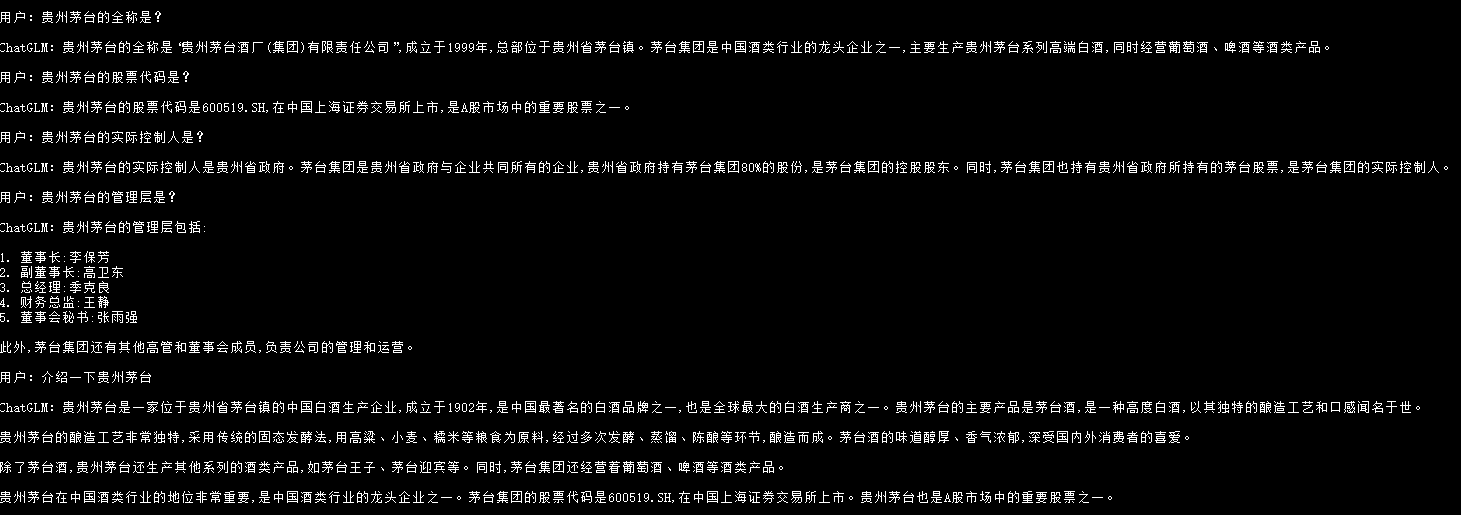 用户: 贵州茅台的全称是?
ChatGLM: 贵州茅台的全称是“贵州茅台酒厂(集团)有限责任公司”,成立于1999年,总部位于贵州省茅台镇。茅台集团是中国酒类行业的龙头企业之一,主要生产贵州茅台系列高端白酒,同时经营葡萄酒、啤酒等酒类产品。
用户: 贵州茅台的股票代码是?
ChatGLM: 贵州茅台的股票代码是600519.SH,在中国上海证券交易所上市,是A股市场中的重要股票之一。
用户: 贵州茅台的实际控制人是?
ChatGLM: 贵州茅台的实际控制人是贵州省政府。茅台集团是贵州省政府与企业共同所有的企业,贵州省政府持有茅台集团80%的股份,是茅台集团的控股股东。同时,茅台集团也持有贵州省政府所持有的茅台股票,是茅台集团的实际控制人。
用户: 贵州茅台的管理层是?
ChatGLM: 贵州茅台的管理层包括:
1. 董事长:李保芳
2. 副董事长:高卫东
3. 总经理:季克良
4. 财务总监:王静
5. 董事会秘书:张雨强
此外,茅台集团还有其他高管和董事会成员,负责公司的管理和运营。
用户: 介绍一下贵州茅台
ChatGLM: 贵州茅台是一家位于贵州省茅台镇的中国白酒生产企业,成立于1902年,是中国最著名的白酒品牌之一,也是全球最大的白酒生产商之一。贵州茅台的主要产品是茅台酒,是一种高度白酒,以其独特的酿造工艺和口感闻名于世。
贵州茅台的酿造工艺非常独特,采用传统的固态发酵法,用高粱、小麦、糯米等粮食为原料,经过多次发酵、蒸馏、陈酿等环节,酿造而成。茅台酒的味道醇厚、香气浓郁,深受国内外消费者的喜爱。
除了茅台酒,贵州茅台还生产其他系列的酒类产品,如茅台王子、茅台迎宾等。同时,茅台集团还经营着葡萄酒、啤酒等酒类产品。
贵州茅台在中国酒类行业的地位非常重要,是中国酒类行业的龙头企业之一。茅台集团的股票代码是600519.SH,在中国上海证券交易所上市。贵州茅台也是A股市场中的重要股票之一。